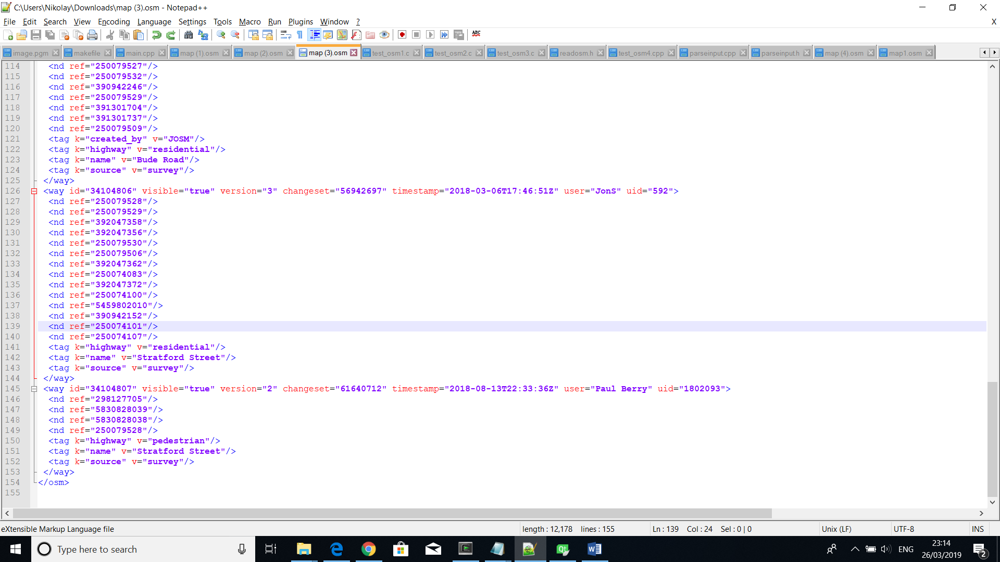 C:\Users\Nikolay\Downloads\map (3).osm - Notepad++
File Edit Search View Encoding Language Settings Tools Macro Run Plugins Window ? X
ABC
image.pgm makefile main.cpp map (1).osm map (2).osm map (3).osm test_osm1.c test_osm2.c test_osm3.c readosm.h test_osm4.cpp parseinput.cpp parseinput.h map (4).osm map1.osm
114 <nd ref="250079527"/>
115 <nd ref="250079532"/>
116 <nd ref="390942246"/>
117 <nd ref="250079529"/>
118 <nd ref="391301704"/>
119 <nd ref="391301737"/>
120 <nd ref="250079509"/>
121 <tag k="created_by" v="JOSM"/>
122 <tag k="highway" v="residential"/>
123 <tag k="name" v="Bude Road"/>
124 <tag k="source" v="survey"/>
125 </way>
126 <way id="34104806" visible="true" version="3" changeset="56942697" timestamp="2018-03-06T17:46:51Z" user="JonS" uid="592">
127 <nd ref="250079528"/>
128 <nd ref="250079529"/>
129 <nd ref="392047358"/>
130 <nd ref="392047356"/>
131 <nd ref="250079530"/>
132 <nd ref="250079506"/>
133 <nd ref="392047362"/>
134 <nd ref="250074083"/>
135 <nd ref="392047372"/>
136 <nd ref="250074100"/>
137 <nd ref="5459802010"/>
138 <nd ref="390942152"/>
139 <nd ref="250074101"/>
140 <nd ref="250074107"/>
141 <tag k="highway" v="residential"/>
142 <tag k="name" v="Stratford Street"/>
143 <tag k="source" v="survey"/>
144 </way>
145 <way id="34104807" visible="true" version="2" changeset="61640712" timestamp="2018-08-13T22:33:36Z" user="Paul Berry" uid="1802093">
146 <nd ref="298127705"/>
147 <nd ref="5830828039"/>
148 <nd ref="5830828038"/>
149 <nd ref="250079528"/>
150 <tag k="highway" v="pedestrian"/>
151 <tag k="name" v="Stratford Street"/>
152 <tag k="source" v="survey"/>
153 </way>
154 </osm>
155
eXtensible Markup Language file length : 12,178 lines : 155 Ln : 139 Col : 24 Sel : 0 | 0 Unix (LF) UTF-8 INS
Type here to search ENG 23:14
26/03/2019 2